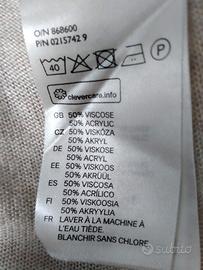 O/N 868600
P/N 0215742 9
40
P
clevercare.info
GB 50% VISCOSE
50% ACRYLIC
CZ 50% VISKÓZA
50% AKRYL
DE 50% VISKOSE
50% ACRYL
EE 50% VISKOOS
50% AKRÜÜL
ES 50% VISCOSA
50% ACRÍLICO
FI 50% VISKOOSIA
50% AKRYYLIA
FR LAVER À LA MACHINE À
L'EAU TIÈDE.
BLANCHIR SANS CHLORE.
subito